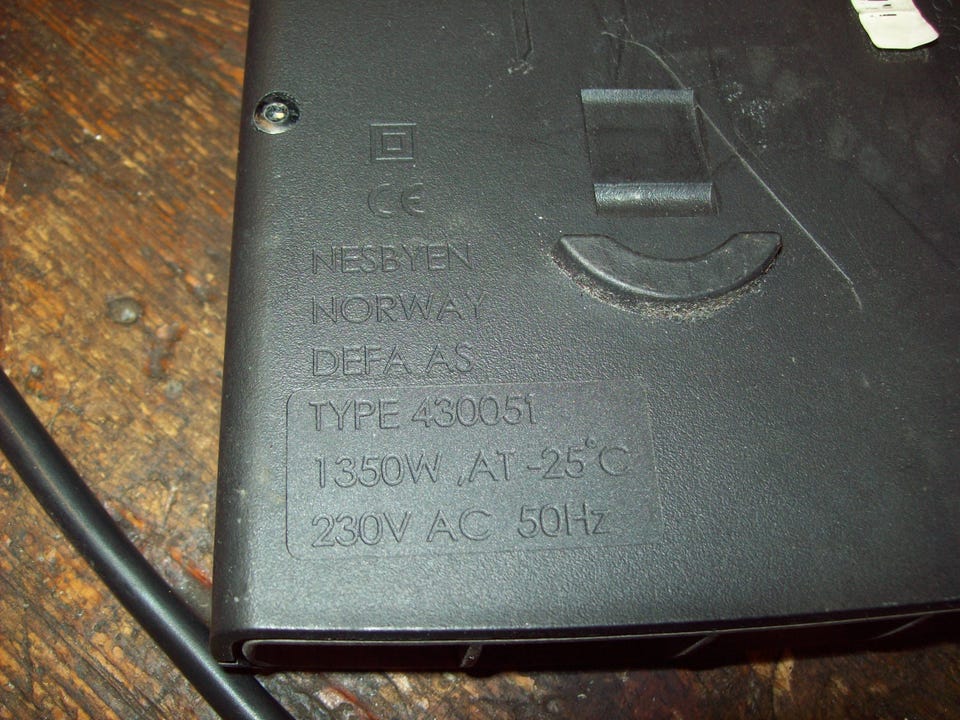 CE
NESBYEN
NORWAY
DEFA AS
TYPE 430051
1350W ,AT -25°C
230V AC 50Hz